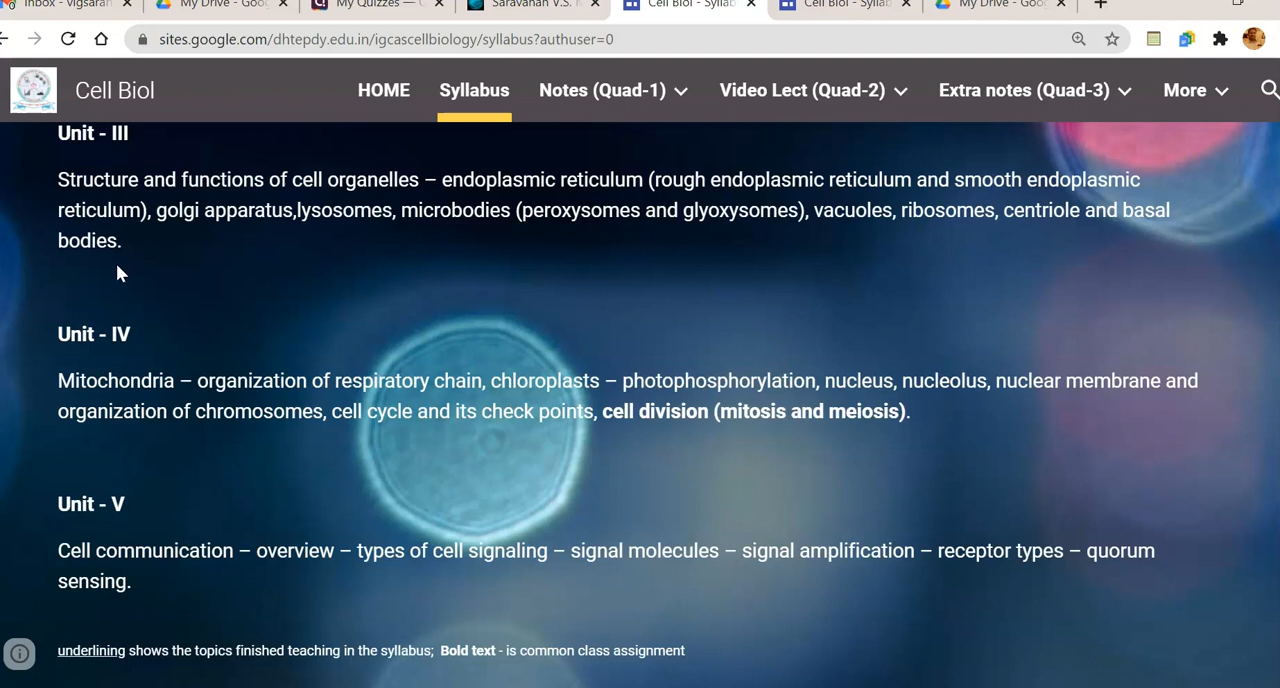 Inbox - vigsaran
My Drive - Goog
My Quizzes —
Saravanan V.S. M
Cell Biol - Syllab
Cell Biol - Syllab
My Drive - Goo
sites.google.com/dhtepdy.edu.in/igcascellbiology/syllabus?authuser=0
Cell Biol
HOME
Syllabus
Notes (Quad-1)
Video Lect (Quad-2)
Extra notes (Quad-3)
More
Unit - III
Structure and functions of cell organelles – endoplasmic reticulum (rough endoplasmic reticulum and smooth endoplasmic
reticulum), golgi apparatus,lysosomes, microbodies (peroxysomes and glyoxysomes), vacuoles, ribosomes, centriole and basal
bodies.
Unit - IV
Mitochondria – organization of respiratory chain, chloroplasts – photophosphorylation, nucleus, nucleolus, nuclear membrane and
organization of chromosomes, cell cycle and its check points, cell division (mitosis and meiosis).
Unit - V
Cell communication – overview – types of cell signaling – signal molecules – signal amplification – receptor types – quorum
sensing.
underlining shows the topics finished teaching in the syllabus; Bold text - is common class assignment